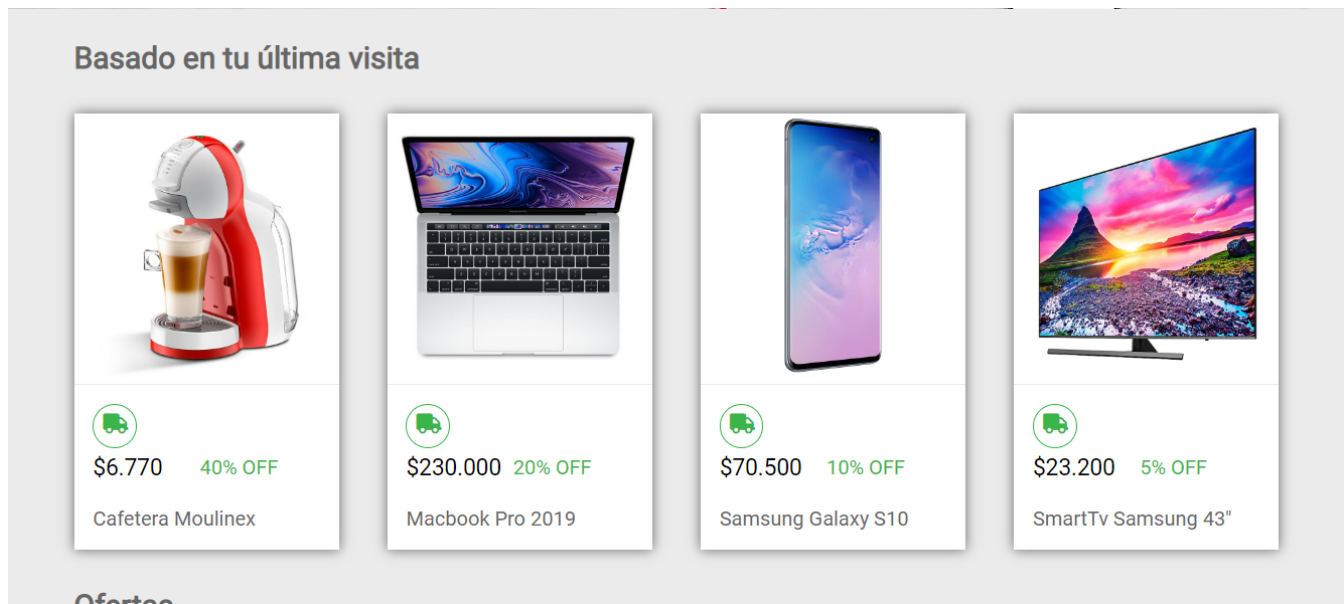 Basado en tu última visita
$6.770 40% OFF
Cafetera Moulinex
$230.000 20% OFF
Macbook Pro 2019
$70.500 10% OFF
Samsung Galaxy S10
$23.200 5% OFF
SmartTv Samsung 43"
Ofertas